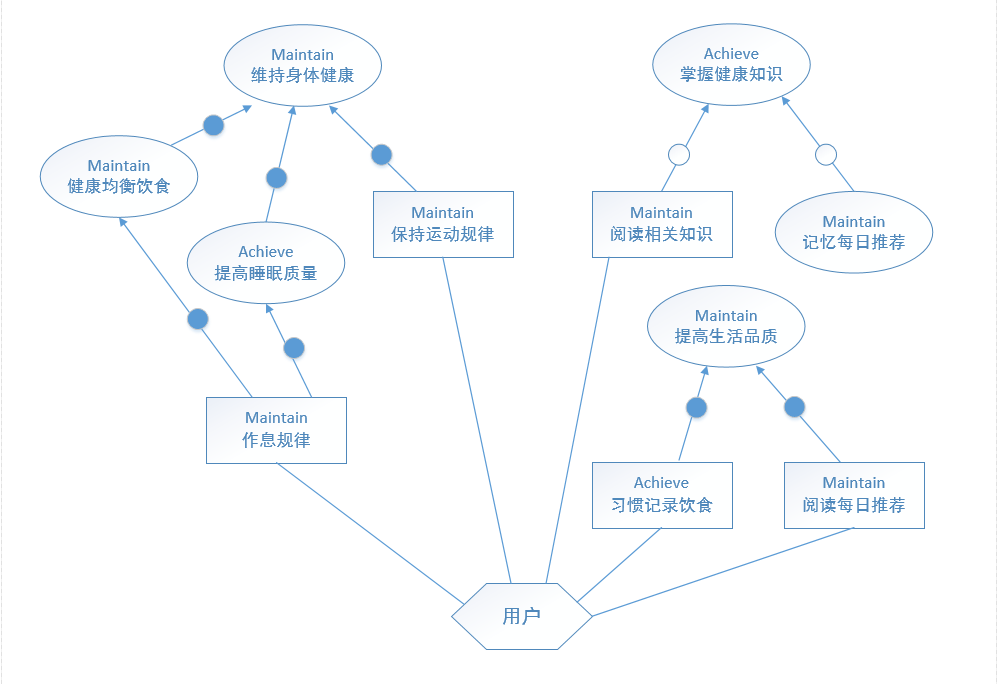 Maintain
维持身体健康
Achieve
掌握健康知识
Maintain
健康均衡饮食
Maintain
保持运动规律
Maintain
阅读相关知识
Maintain
记忆每日推荐
Achieve
提高睡眠质量
Maintain
提高生活品质
Maintain
作息规律
Achieve
习惯记录饮食
Maintain
阅读每日推荐
用户